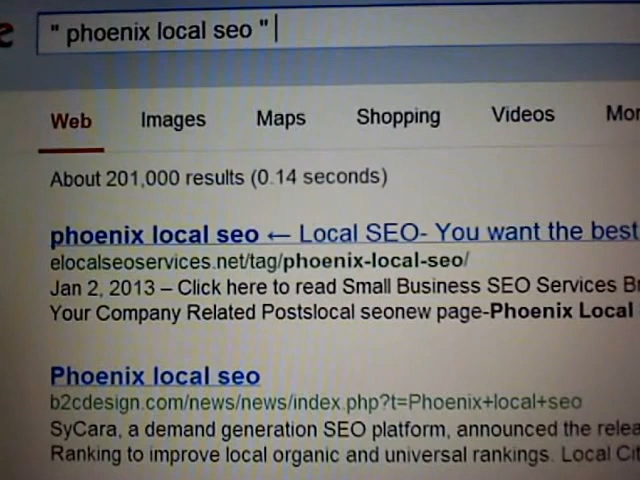 " phoenix local seo "
Web Images Maps Shopping Videos
About 201,000 results (0.14 seconds)
phoenix local seo ← Local SEO- You want the best
elocalseoservices.net/tag/phoenix-local-seo/
Jan 2, 2013 – Click here to read Small Business SEO Services
Your Company Related Postslocal seonew page-Phoenix Local
Phoenix local seo
b2cdesign.com/news/news/index.php?t=Phoenix+local+seo
SyCara, a demand generation SEO platform, announced the
Ranking to improve local organic and universal rankings. Local